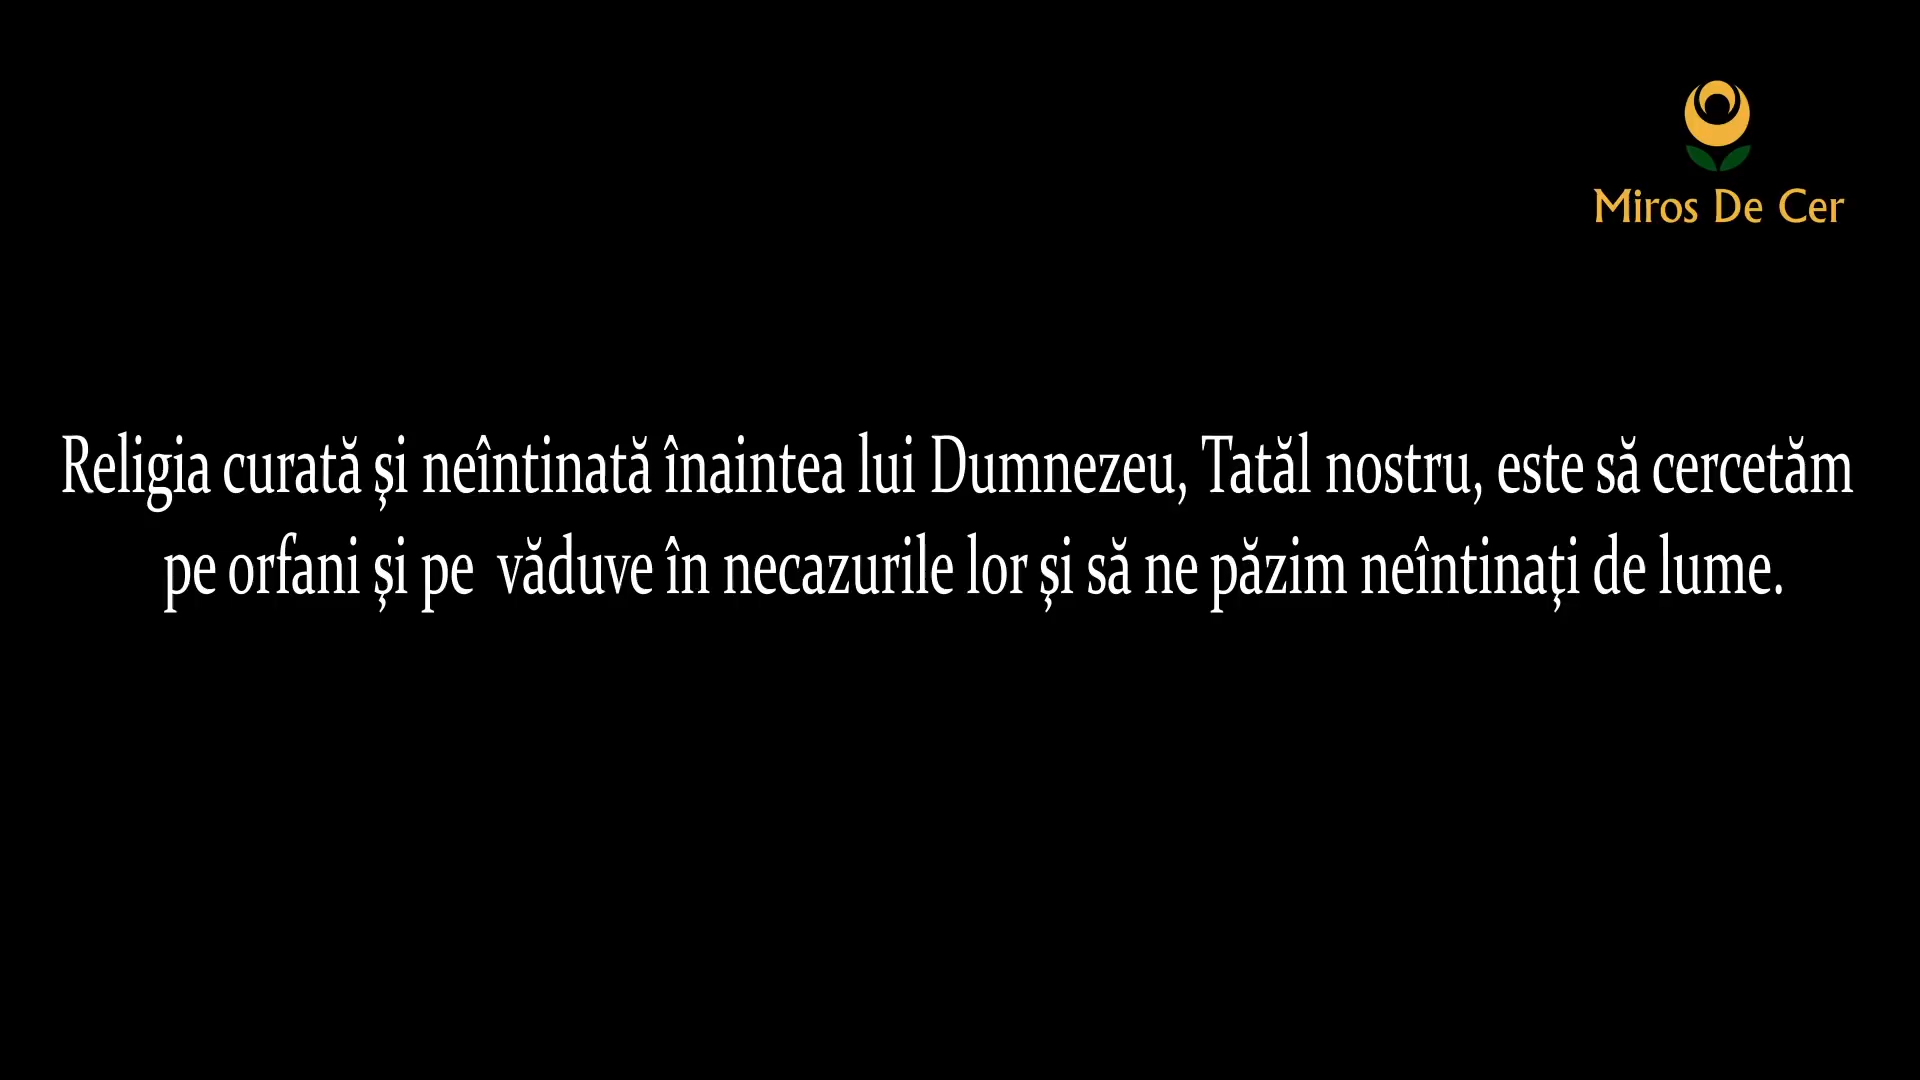 Miros De Cer
Religia curată și neîntinată înaintea lui Dumnezeu, Tatăl nostru, este să cercetăm
pe orfani și pe  văduve în necazurile lor și să ne păzim neîntinați de lume.